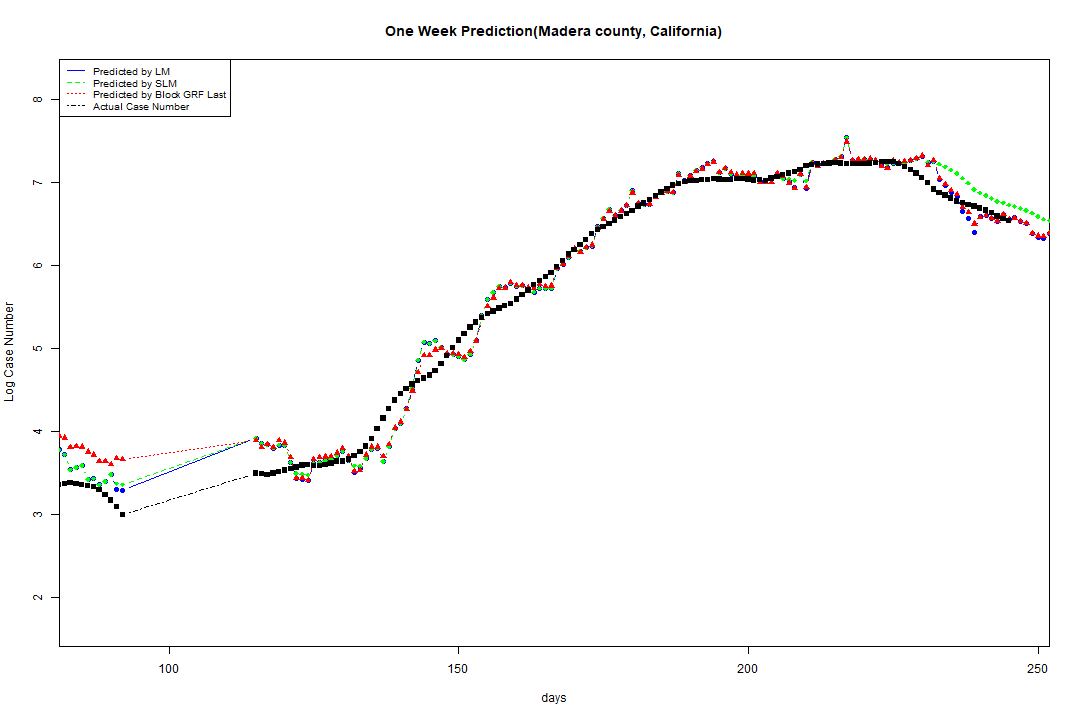 One Week Prediction(Madera county, California)
Predicted by LM
Predicted by SLM
Predicted by Block GRF Last
Actual Case Number
8
7
6
5
4
3
2
Log Case Number
100
150
200
250
days